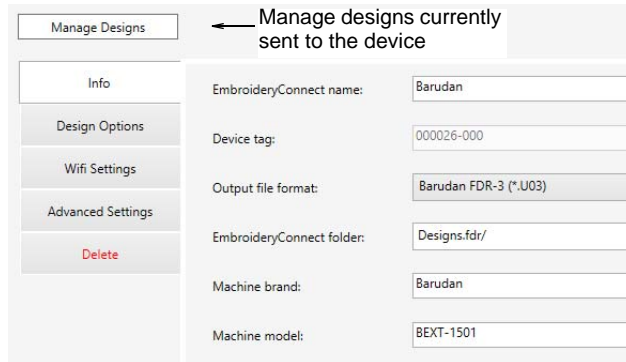 Manage Designs
Manage designs currently
sent to the device
Info
Design Options
Wifi Settings
Advanced Settings
Delete
EmbroideryConnect name:
Barudan
Device tag:
000026-000
Output file format:
Barudan FDR-3 (*.U03)
EmbroideryConnect folder:
Designs.fdr/
Machine brand:
Barudan
Machine model:
BEXT-1501